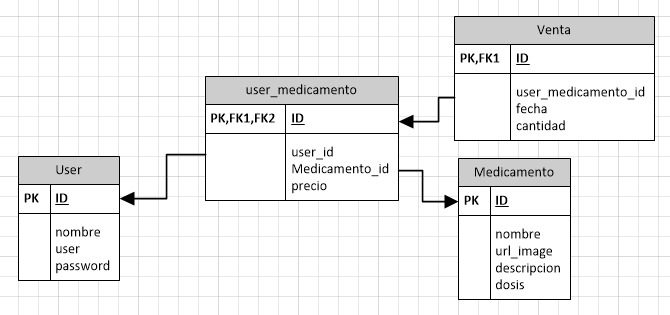 Venta
PK,FK1 ID
user_medicamento_id
fecha
cantidad
user_medicamento
PK,FK1,FK2 ID
user_id
Medicamento_id
precio
User
PK ID
nombre
user
password
Medicamento
PK ID
nombre
url_image
descripcion
dosis